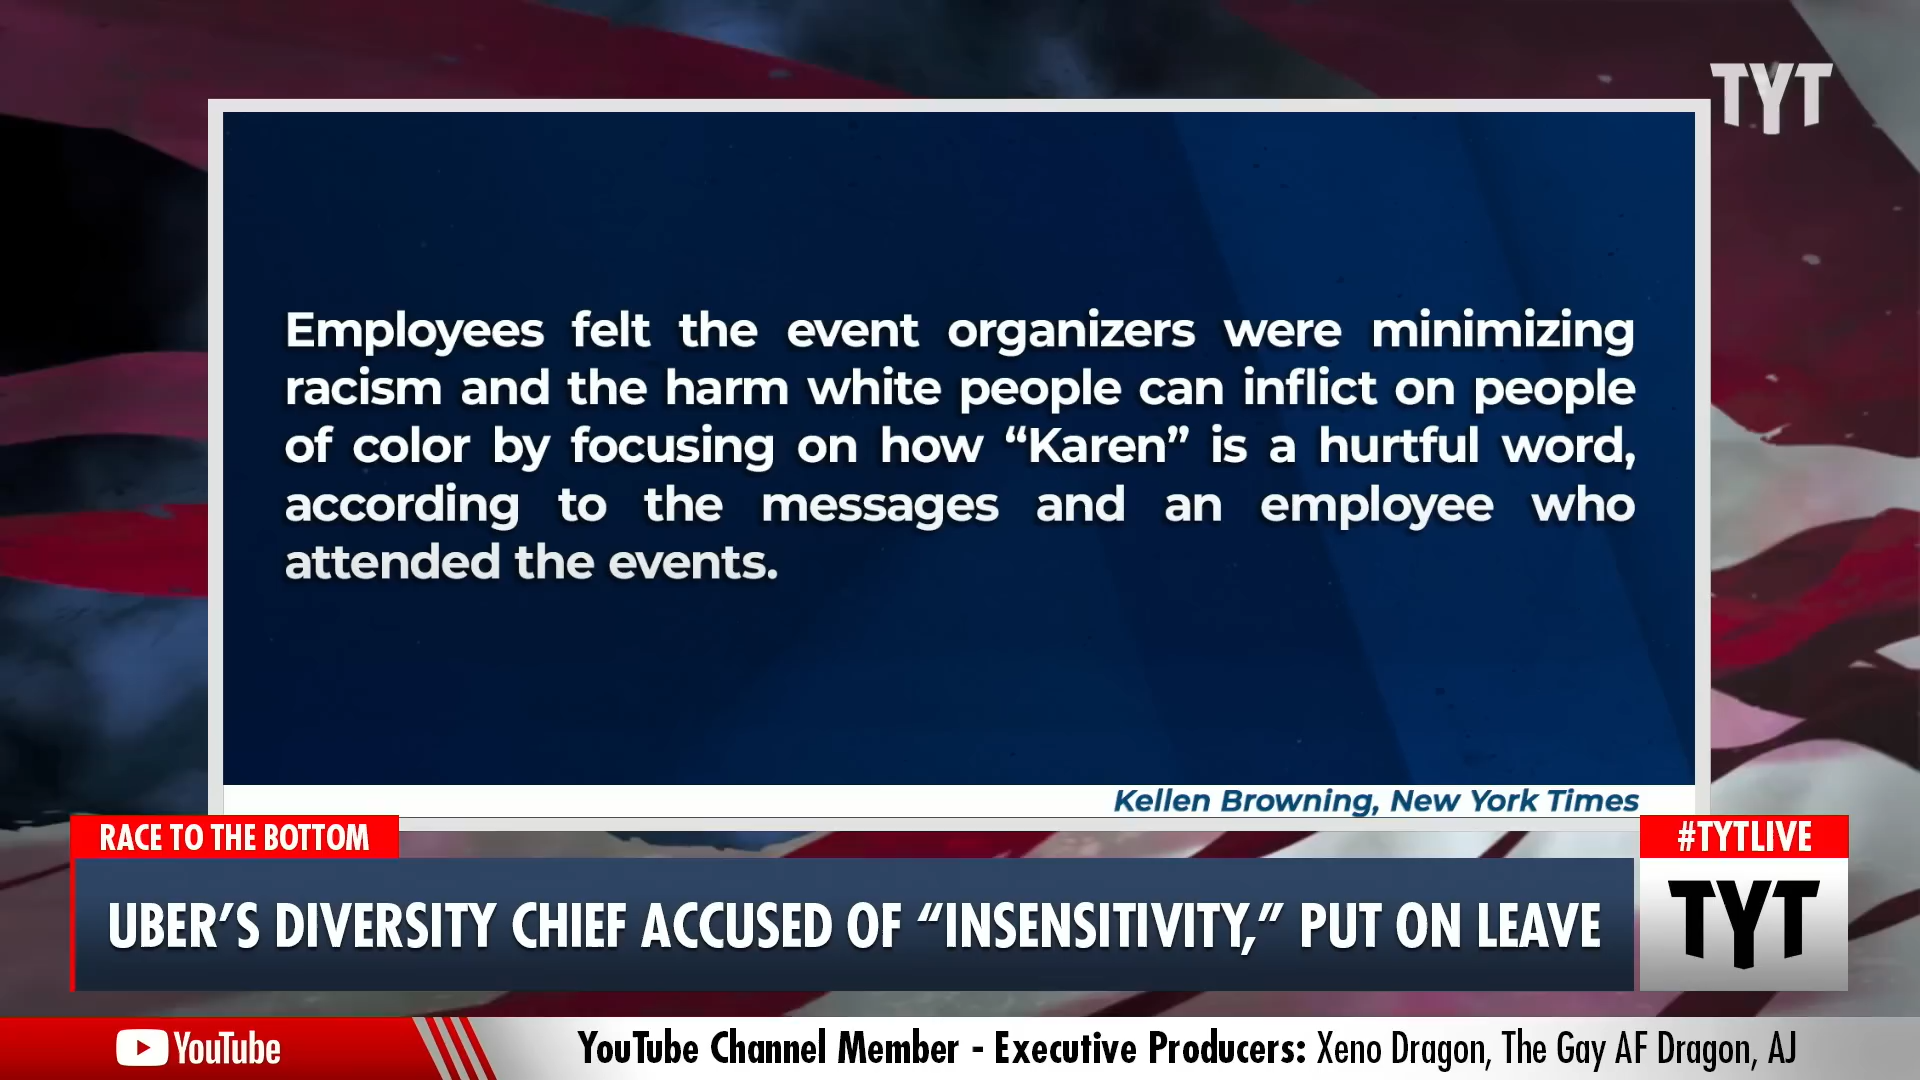 TYT
Employees felt the event organizers were minimizing
racism and the harm white people can inflict on people
of color by focusing on how “Karen” is a hurtful word,
according to the messages and an employee who
attended the events.
Kellen Browning, New York Times
RACE TO THE BOTTOM
#TYTLIVE
UBER’S DIVERSITY CHIEF ACCUSED OF “INSENSITIVITY,” PUT ON LEAVE
TYT
YouTube
YouTube Channel Member - Executive Producers: Xeno Dragon, The Gay AF Dragon, AJ